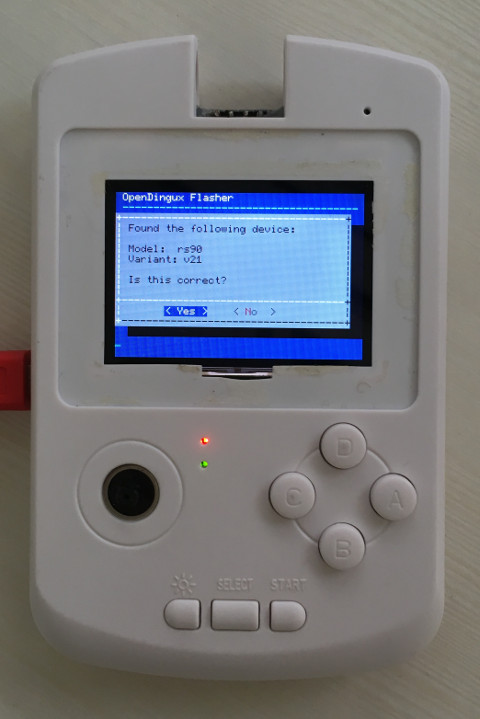 OpenDingux Flasher
Found the following device:
Model: rs90
Variant: v21
Is this correct?
< Yes > < No >
D
C A
B
SELECT START